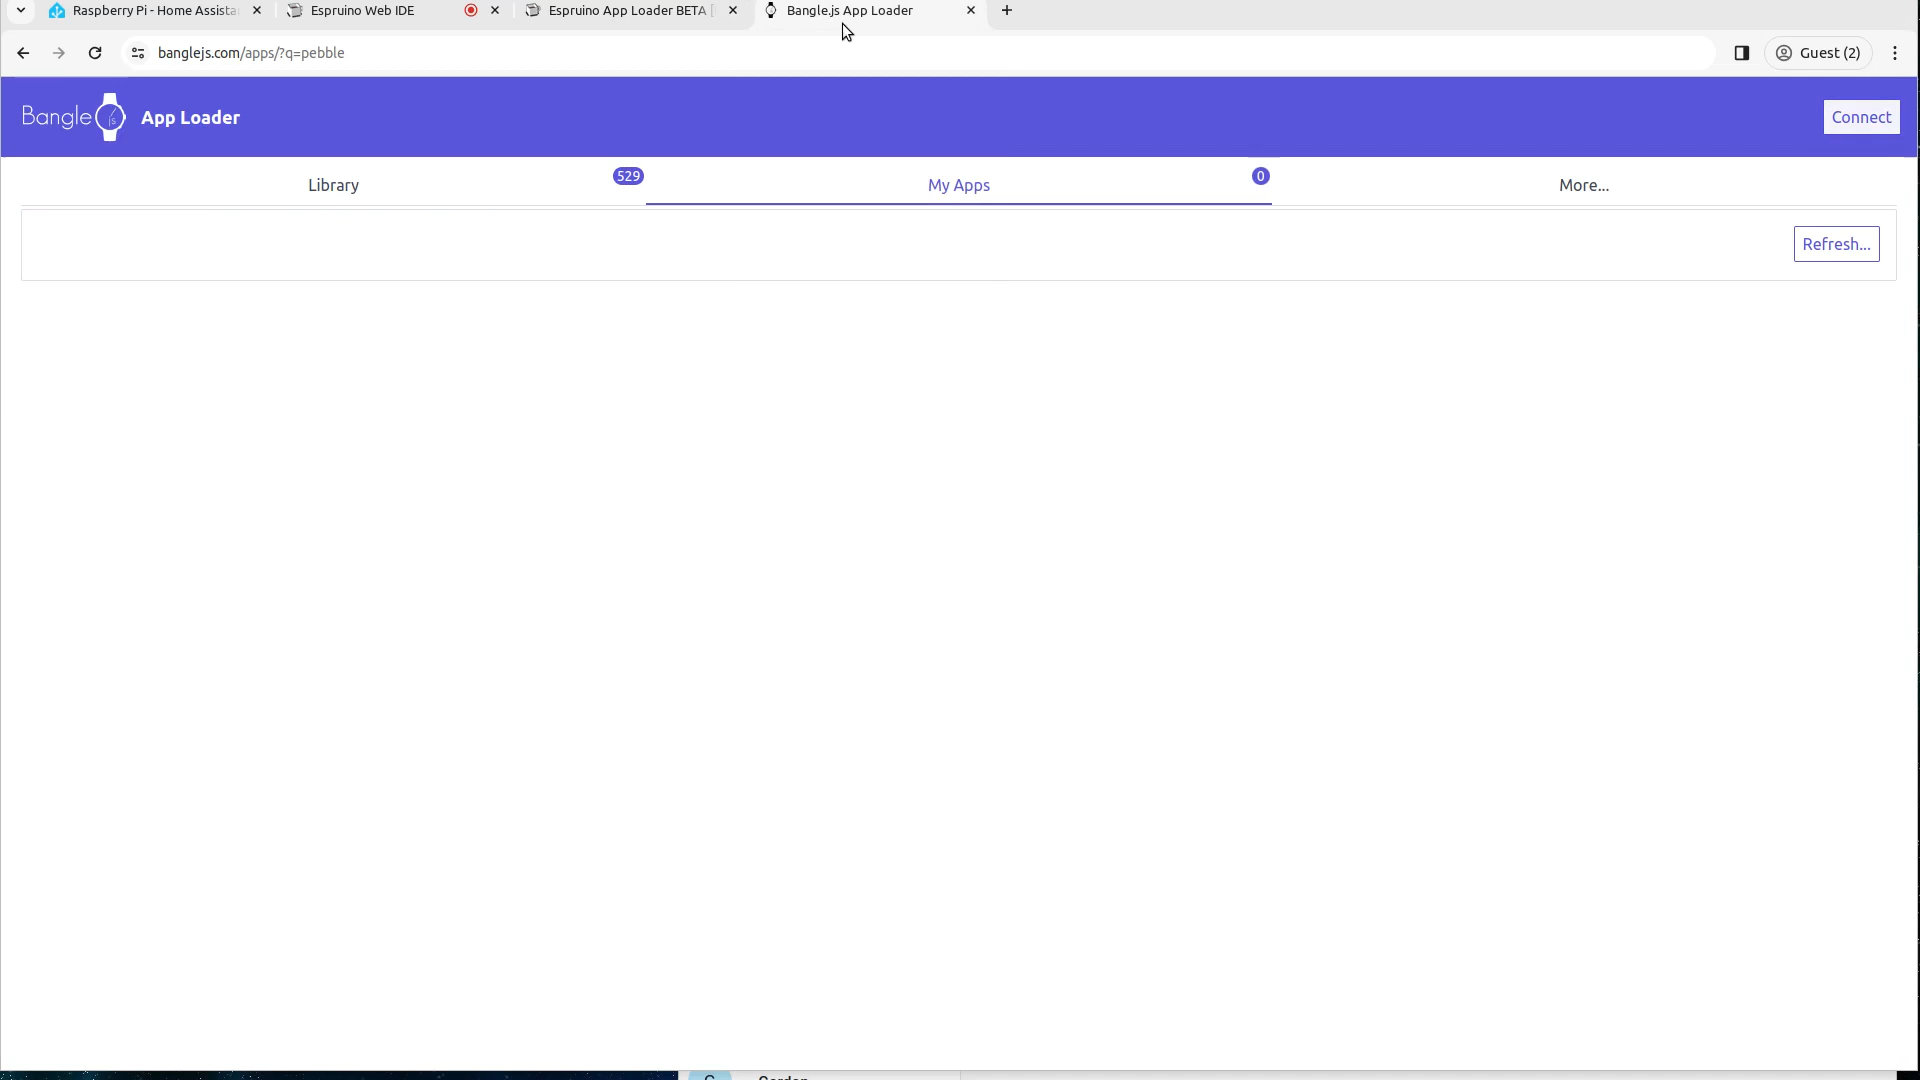 Raspberry Pi - Home Assista
Espruino Web IDE
Espruino App Loader BETA
Bangle.js App Loader
banglejs.com/apps/?q=pebble
Guest (2)
Bangle.js App Loader
Connect
Library
529
My Apps
0
More...
Refresh...